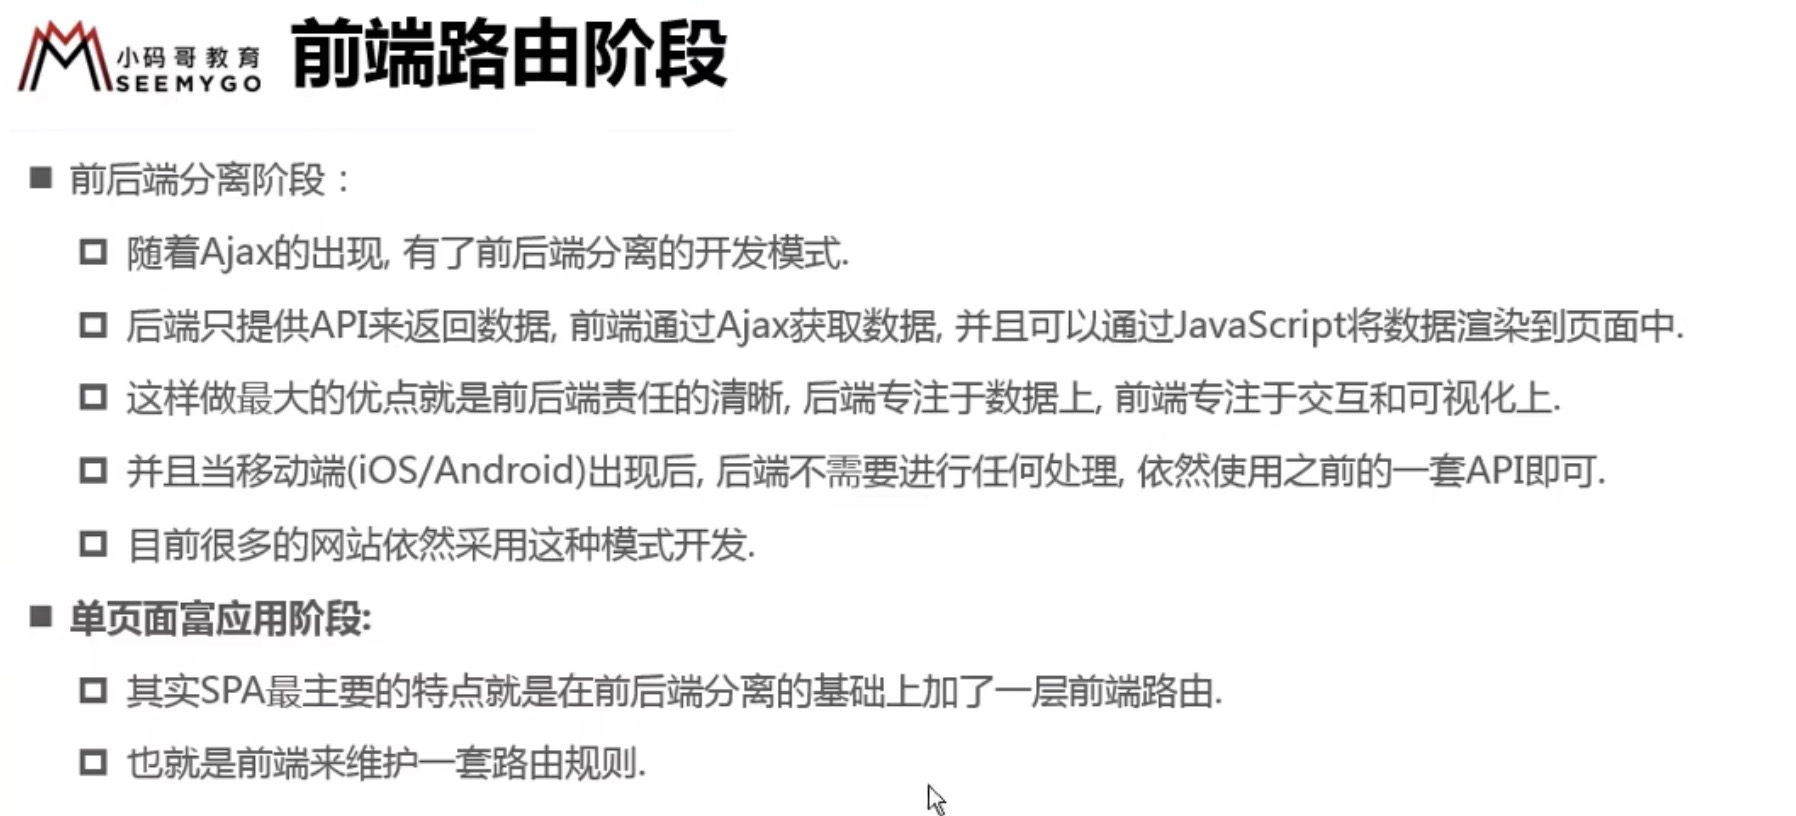 小码哥教育
SEEMYGO
前端路由阶段
前后端分离阶段：
随着Ajax的出现, 有了前后端分离的开发模式.
后端只提供API来返回数据, 前端通过Ajax获取数据, 并且可以通过JavaScript将数据渲染到页面中.
这样做最大的优点就是前后端责任的清晰, 后端专注于数据上, 前端专注于交互和可视化上.
并且当移动端(iOS/Android)出现后, 后端不需要进行任何处理, 依然使用之前的一套API即可.
目前很多的网站依然采用这种模式开发.
单页面富应用阶段:
其实SPA最主要的特点就是在前后端分离的基础上加了一层前端路由.
也就是前端来维护一套路由规则.